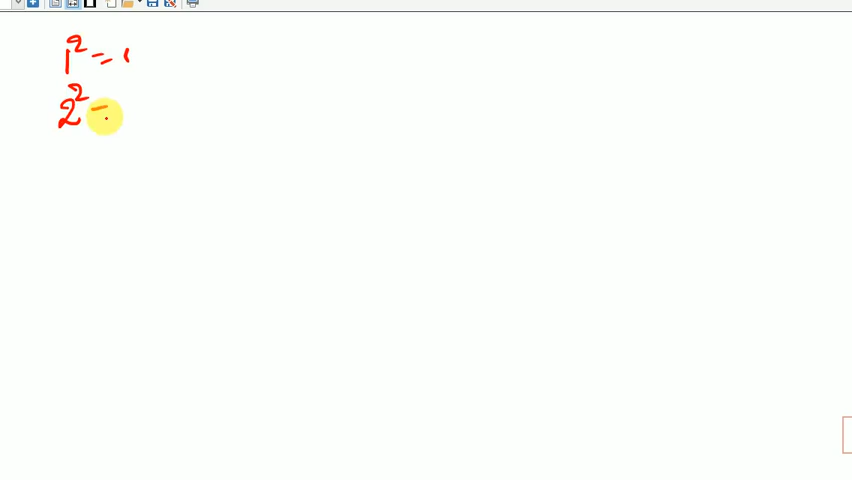 1² = 1
2² =